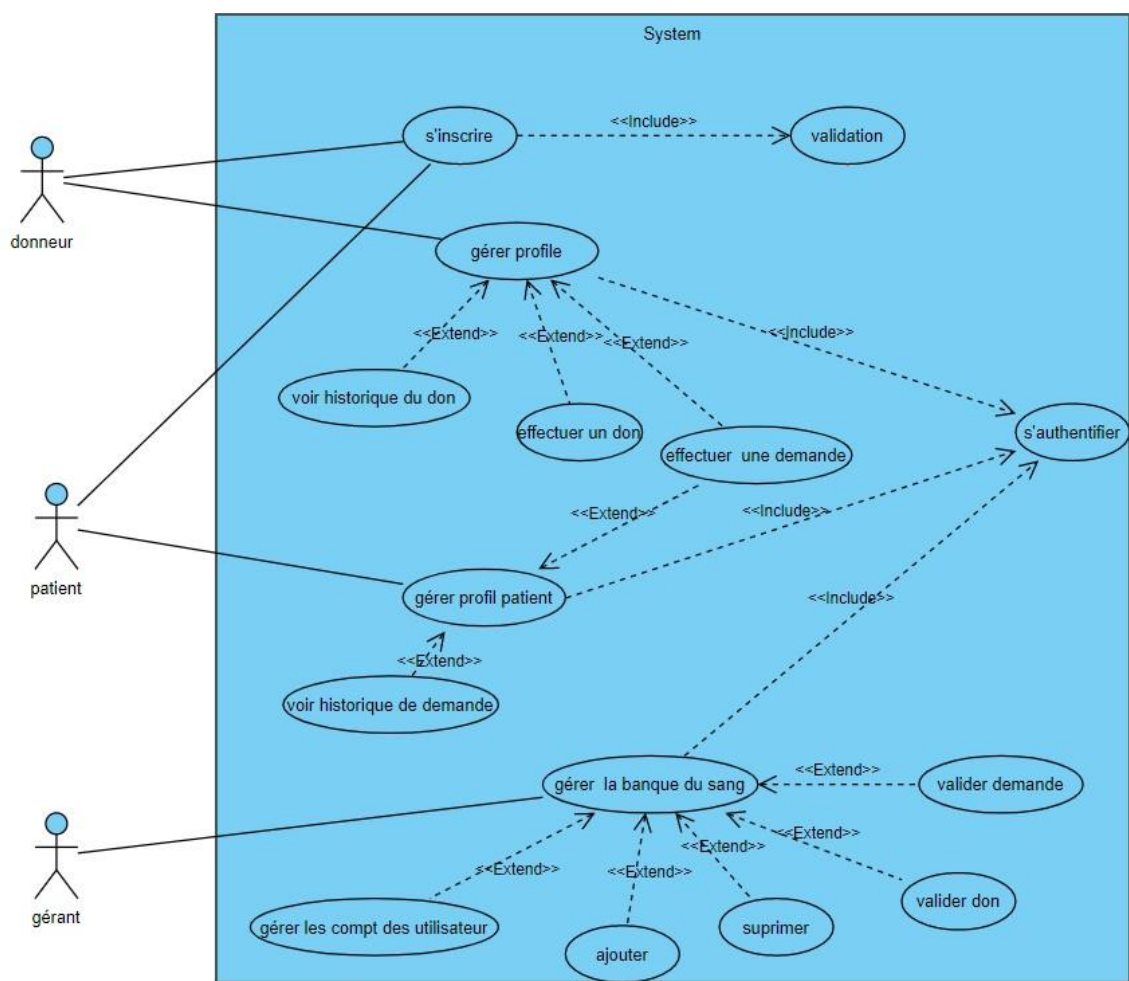 System
s'inscrire
<<Include>>
validation
donneur
gérer profile
<<Extend>>
<<Extend>>
<<Extend>>
<<Include>>
voir historique du don
effectuer un don
effectuer une demande
s'authentifier
<<Extend>>
<<Include>>
patient
gérer profil patient
<<Include>>
<<Extend>>
voir historique de demande
gérer la banque du sang
<<Extend>>
valider demande
<<Extend>>
<<Extend>>
<<Extend>>
<<Extend>>
gérant
gérer les compt des utilisateur
ajouter
suprimer
valider don